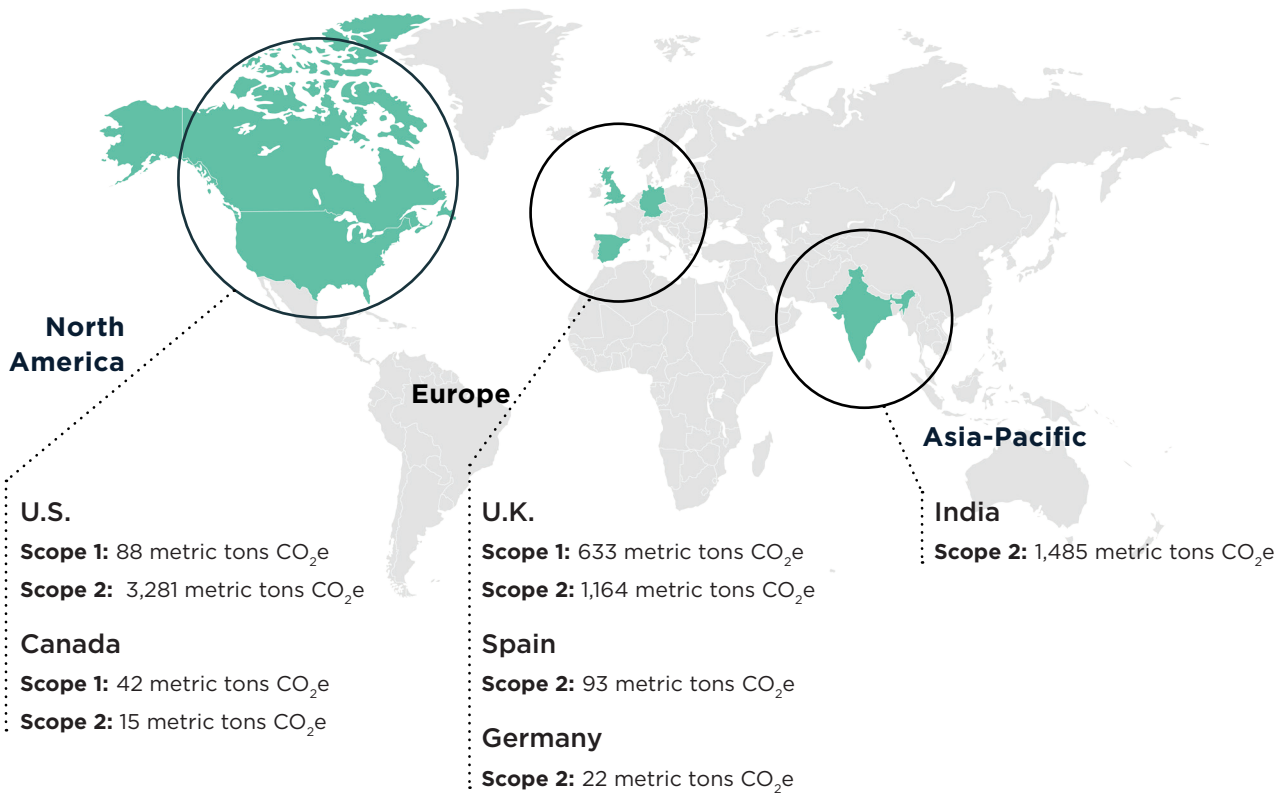 North
America
U.S.
Scope 1: 88 metric tons CO₂e
Scope 2: 3,281 metric tons CO₂e
Canada
Scope 1: 42 metric tons CO₂e
Scope 2: 15 metric tons CO₂e
Europe
U.K.
Scope 1: 633 metric tons CO₂e
Scope 2: 1,164 metric tons CO₂e
Spain
Scope 2: 93 metric tons CO₂e
Germany
Scope 2: 22 metric tons CO₂e
Asia-Pacific
India
Scope 2: 1,485 metric tons CO₂e